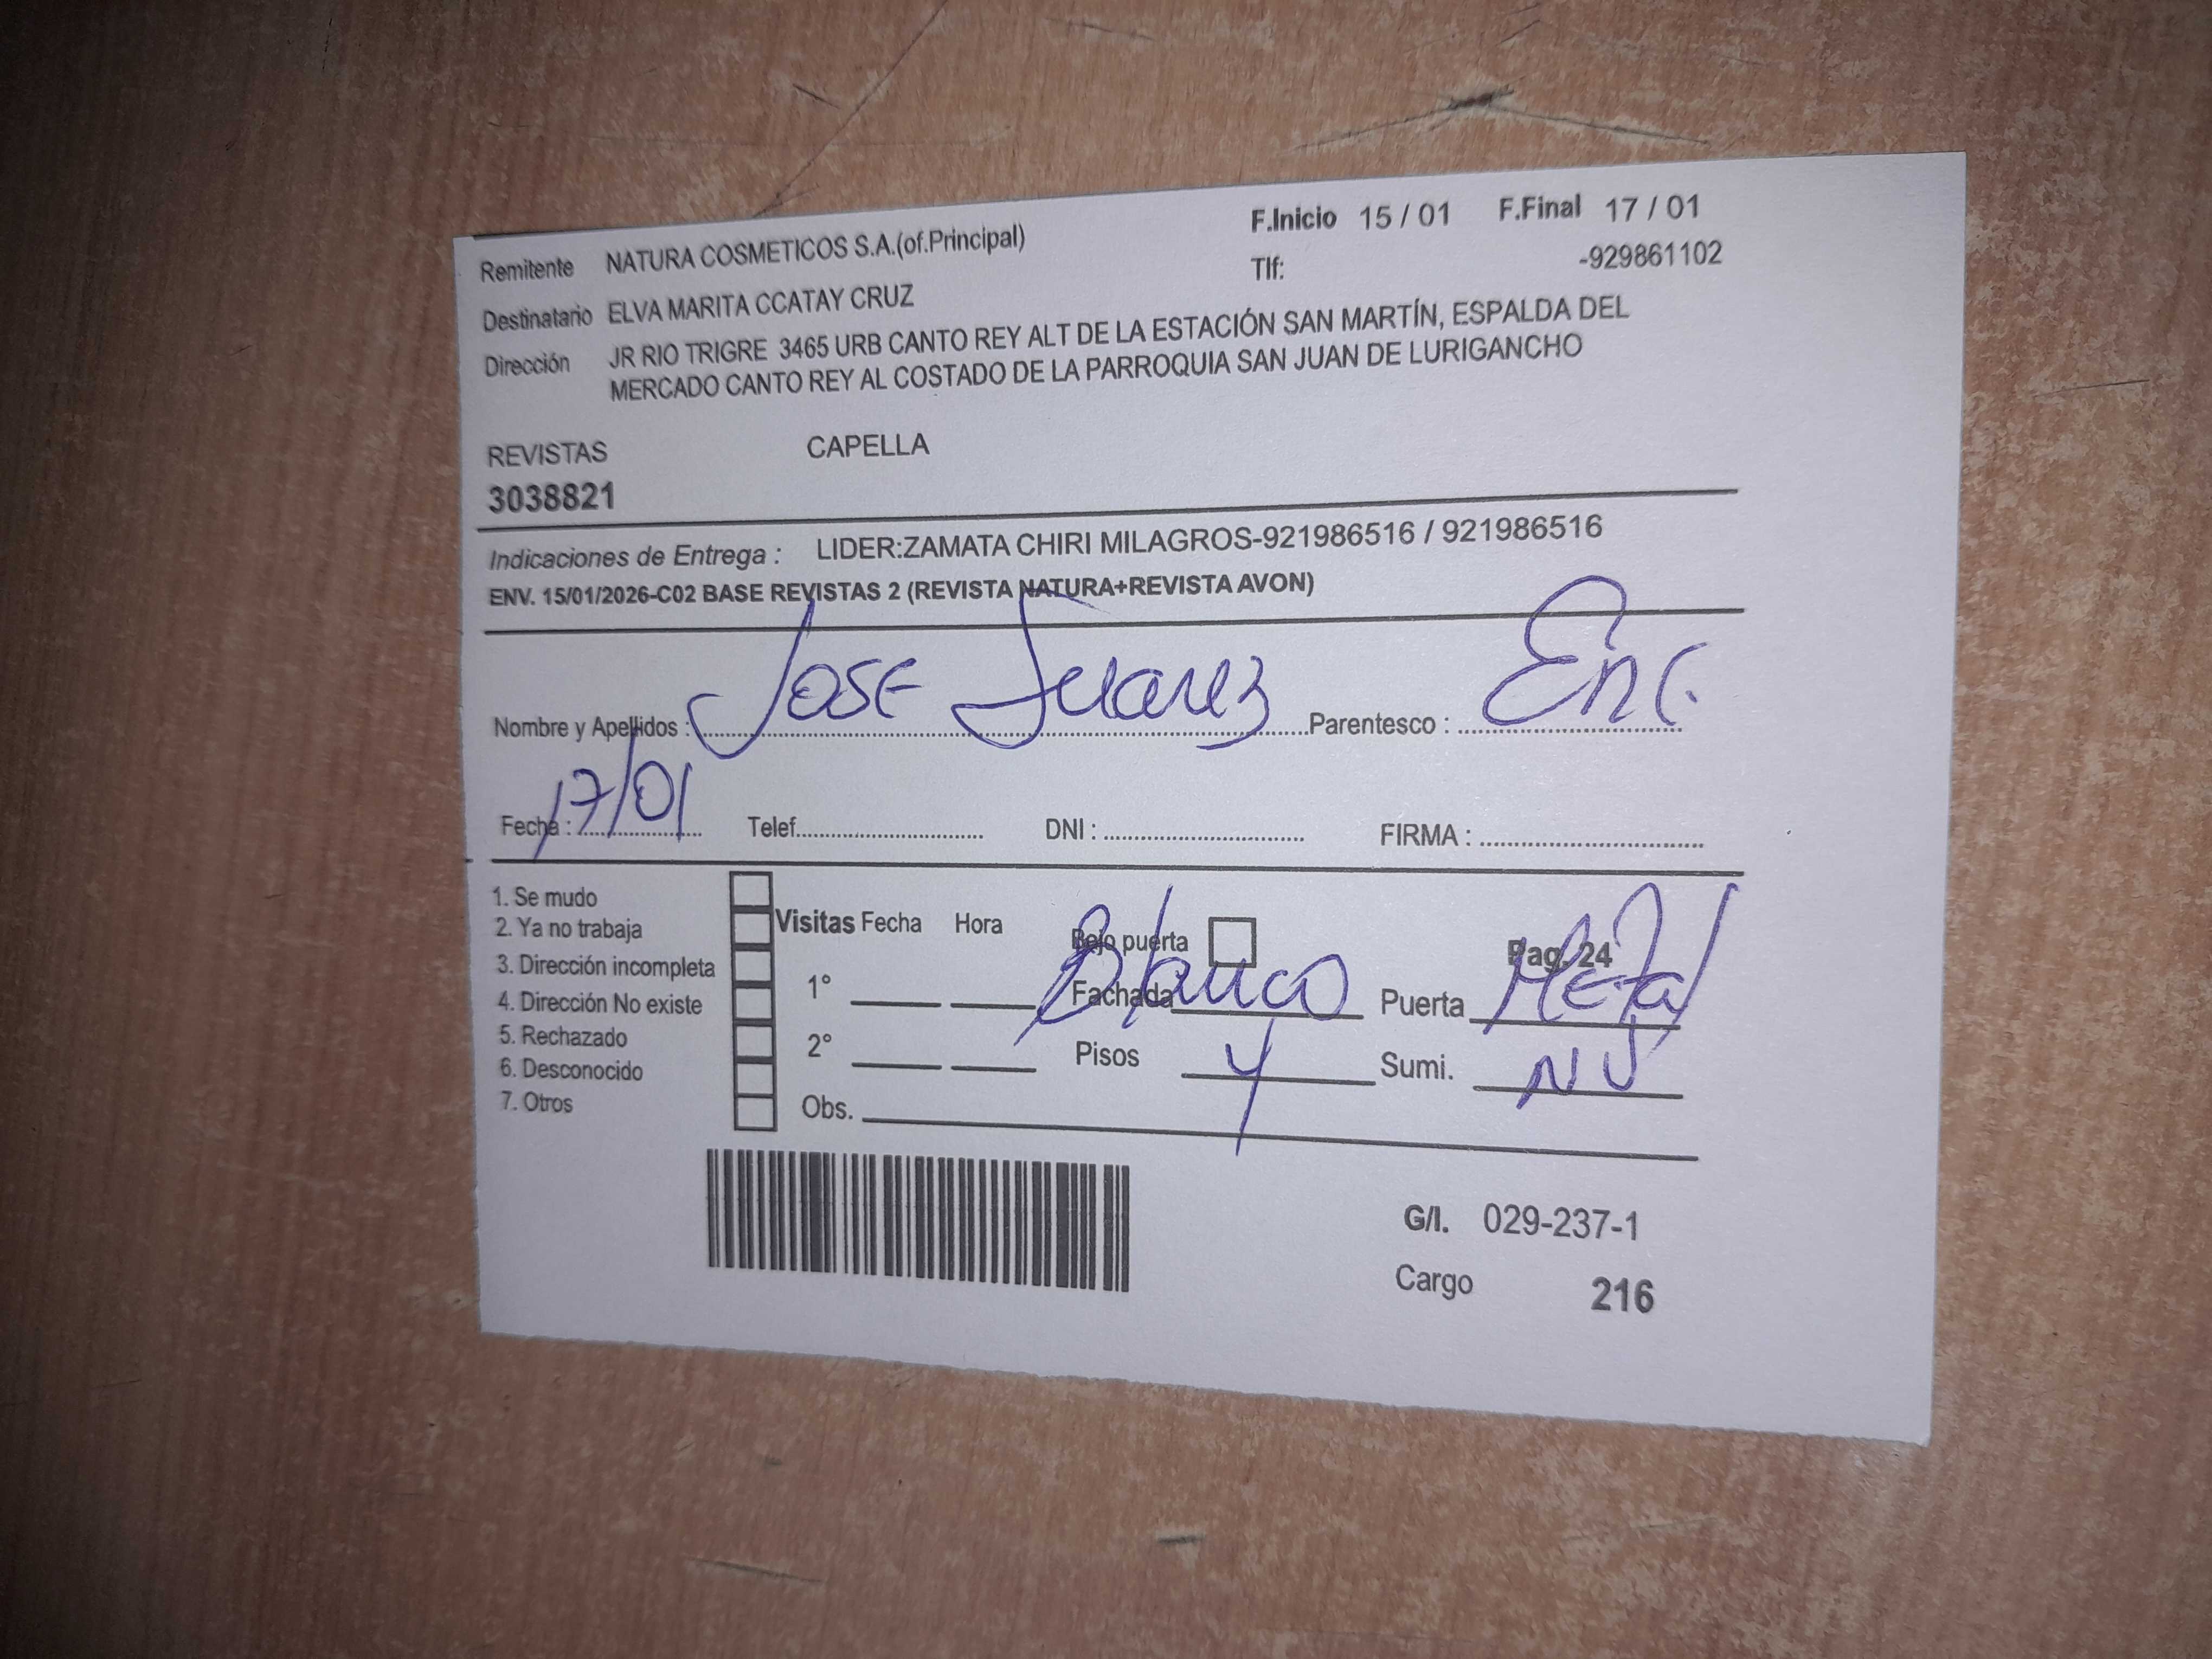 Remitente NATURA COSMETICOS S.A.(of.Principal) F.Inicio 15 / 01 F.Final 17 / 01
Tlf: -929861102
Destinatario ELVA MARITA CCATAY CRUZ
Dirección JR RIO TRIGRE 3465 URB CANTO REY ALT DE LA ESTACIÓN SAN MARTÍN, ESPALDA DEL
MERCADO CANTO REY AL COSTADO DE LA PARROQUIA SAN JUAN DE LURIGANCHO
REVISTAS CAPELLA
3038821
Indicaciones de Entrega : LIDER:ZAMATA CHIRI MILAGROS-921986516 / 921986516
ENV. 15/01/2026-C02 BASE REVISTAS 2 (REVISTA NATURA+REVISTA AVON)
Nombre y Apellidos : Jose Suarez Parentesco : Enc.
Fecha : 17/01 Telef. DNI : FIRMA :
1. Se mudo
2. Ya no trabaja Visitas Fecha Hora Bajo puerta Pag. 24
3. Dirección incompleta
4. Dirección No existe 1° Fachada Blanco Puerta Metal
5. Rechazado
6. Desconocido 2° Pisos 4 Sumi.
7. Otros Obs.
G/I. 029-237-1
Cargo 216